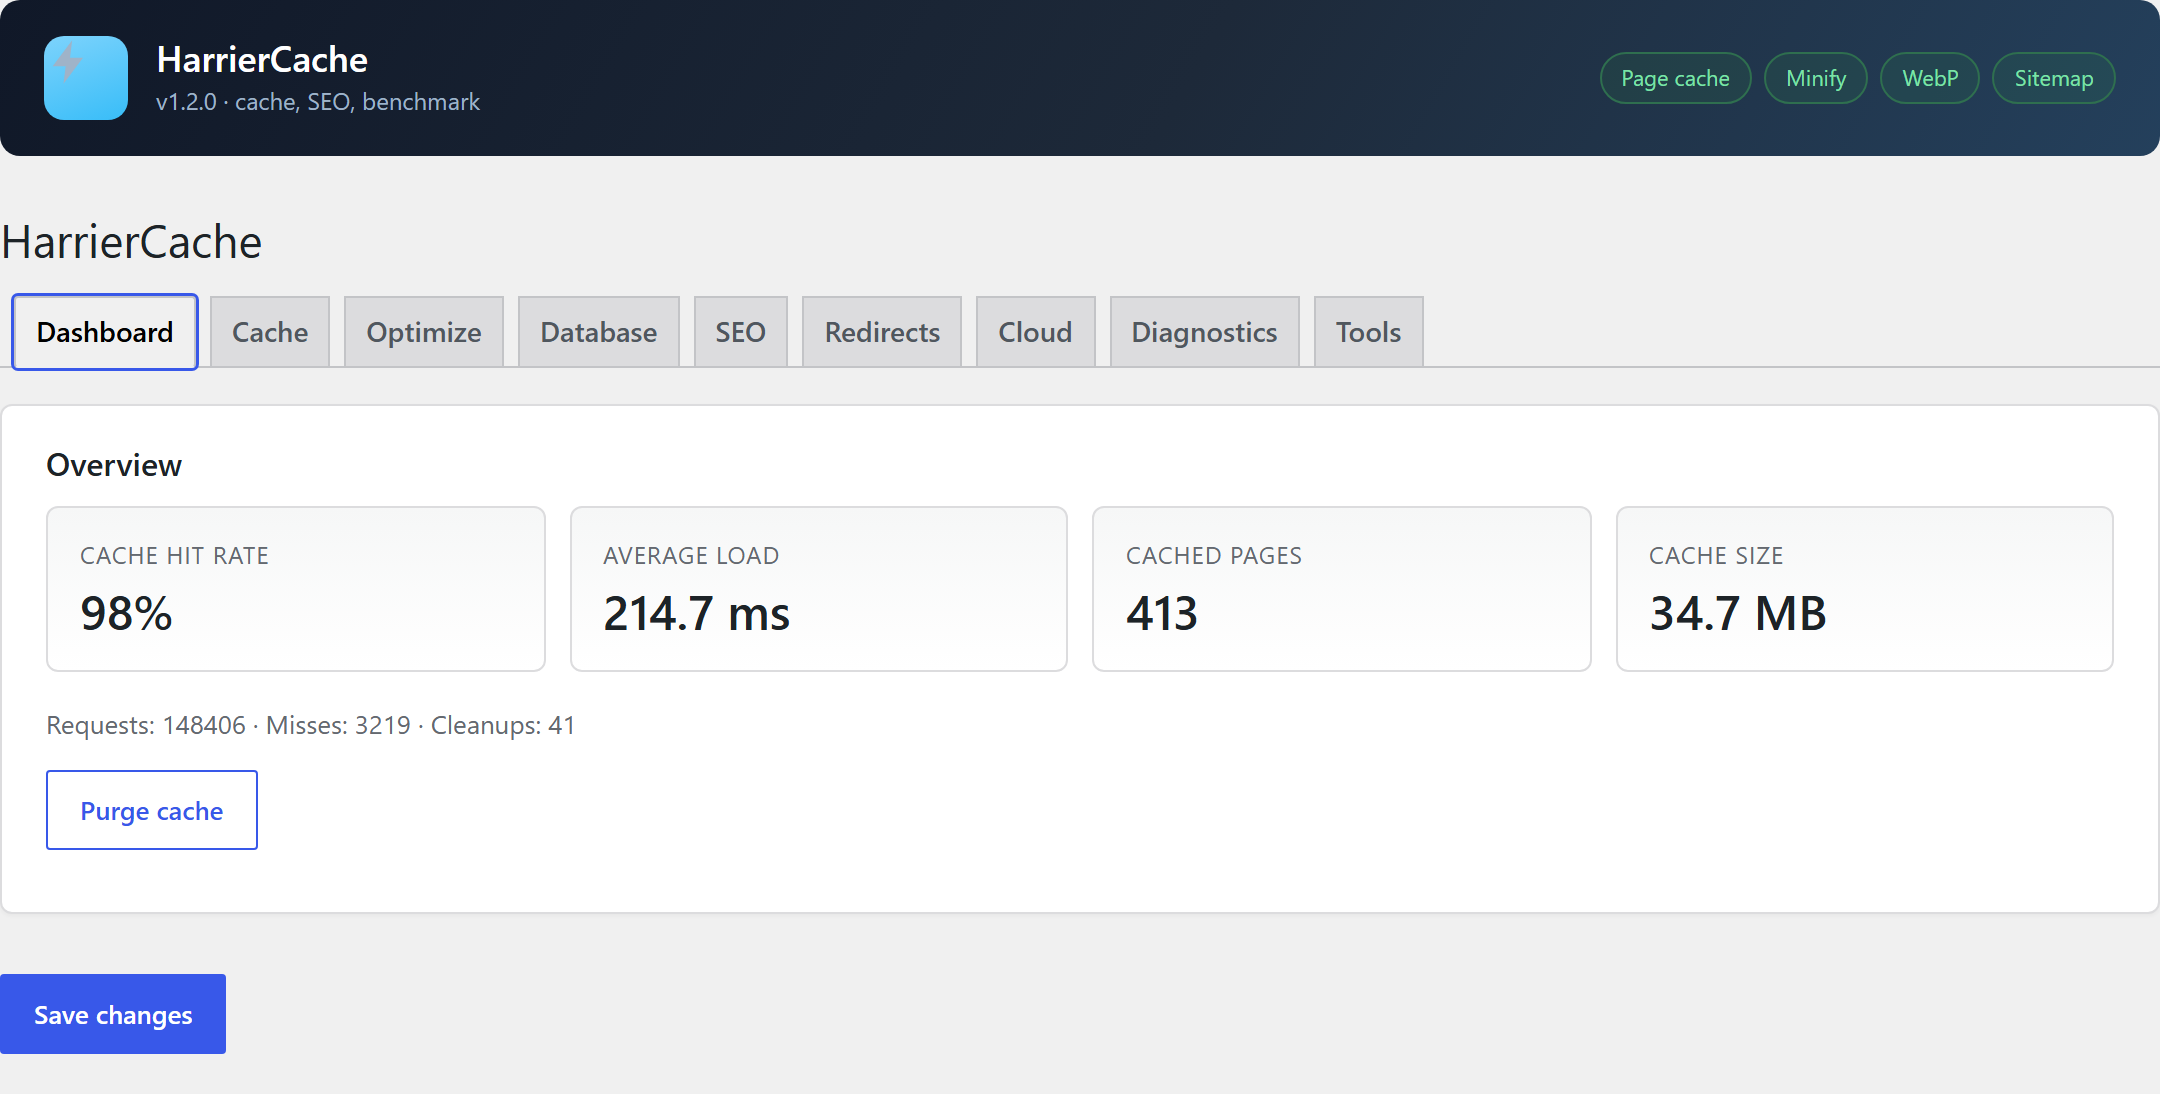 HarrierCache
v1.2.0 · cache, SEO, benchmark
Page cache
Minify
WebP
Sitemap
HarrierCache
Dashboard
Cache
Optimize
Database
SEO
Redirects
Cloud
Diagnostics
Tools
Overview
CACHE HIT RATE
98%
AVERAGE LOAD
214.7 ms
CACHED PAGES
413
CACHE SIZE
34.7 MB
Requests: 148406 · Misses: 3219 · Cleanups: 41
Purge cache
Save changes